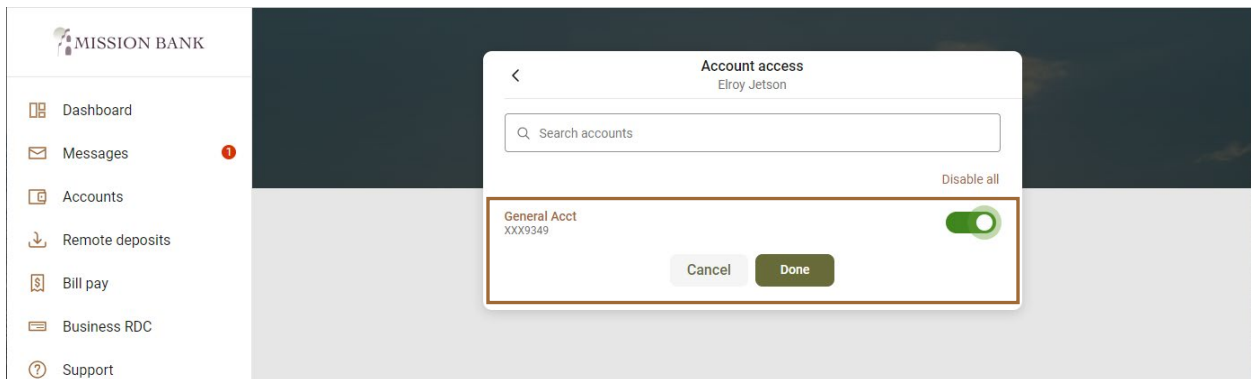 MISSION BANK
Dashboard
Messages
1
Accounts
Remote deposits
Bill pay
Business RDC
Support
Account access
Elroy Jetson
Search accounts
Disable all
General Acct
XXX9349
Cancel
Done